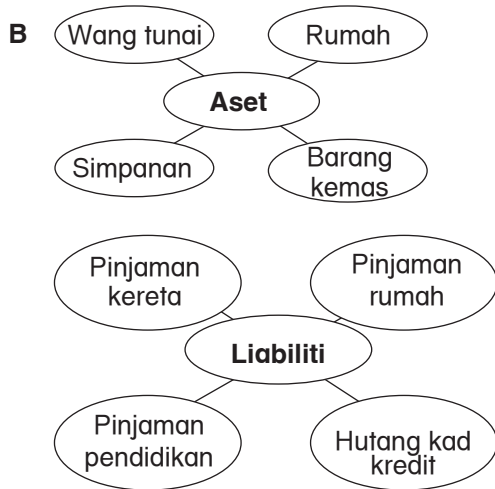 B
Wang tunai
Rumah
Aset
Simpanan
Barang
kemas
Pinjaman
kereta
Pinjaman
rumah
Liabiliti
Pinjaman
pendidikan
Hutang kad
kredit